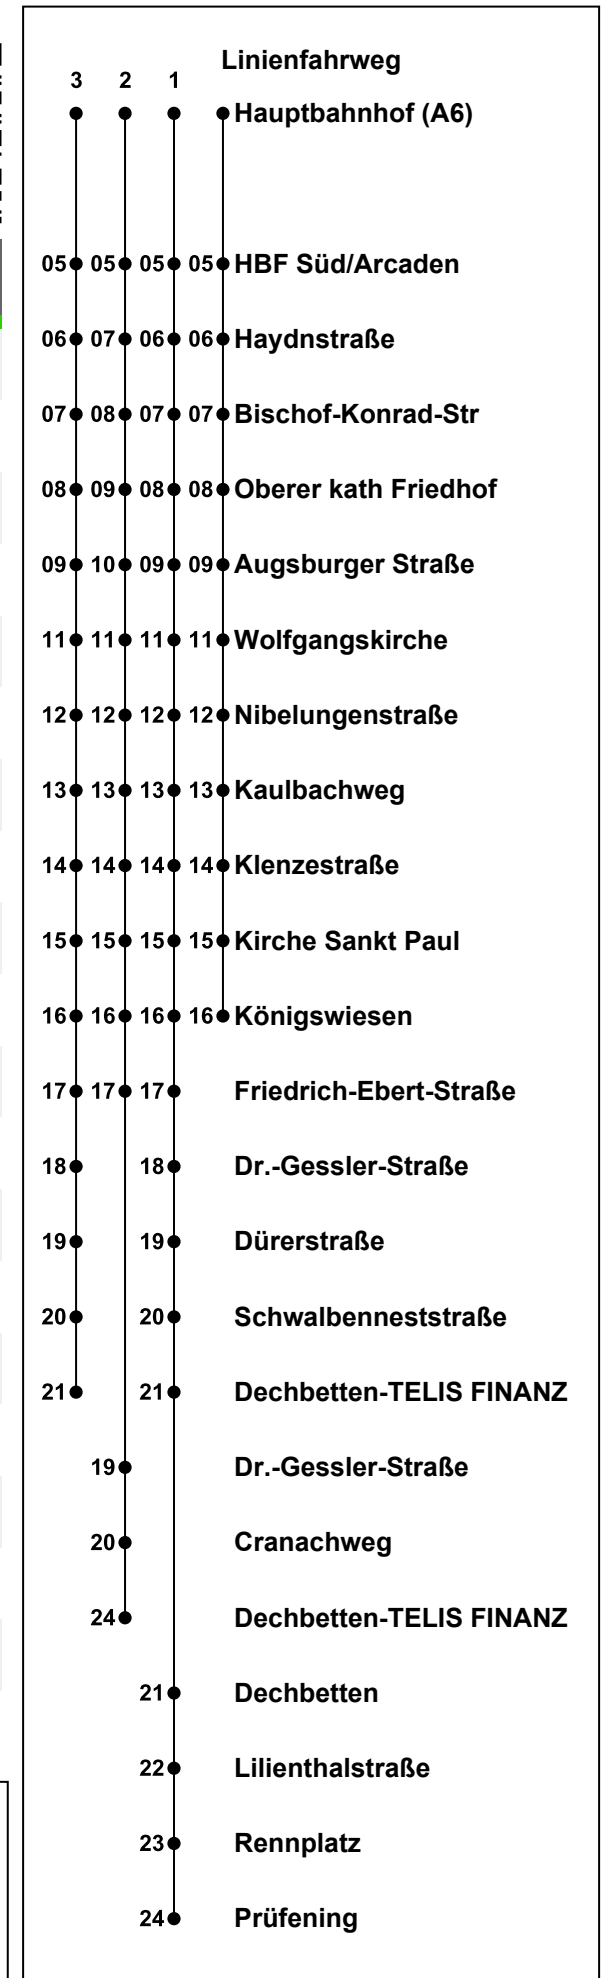 Linienfahrweg
3 2 1
Hauptbahnhof (A6)
05 05 05 05 HBF Süd/Arcaden
06 07 06 06 Haydnstraße
07 08 07 07 Bischof-Konrad-Str
08 09 08 08 Oberer kath Friedhof
09 10 09 09 Augsburger Straße
11 11 11 11 Wolfgangskirche
12 12 12 12 Nibelungenstraße
13 13 13 13 Kaulbachweg
14 14 14 14 Klenzestraße
15 15 15 15 Kirche Sankt Paul
16 16 16 16 Königswiesen
17 17 17 Friedrich-Ebert-Straße
18 18 Dr.-Gessler-Straße
19 19 Dürerstraße
20 20 Schwalbenneststraße
21 21 Dechbetten-TELIS FINANZ
19 Dr.-Gessler-Straße
20 Cranachweg
24 Dechbetten-TELIS FINANZ
21 Dechbetten
22 Lilienthalstraße
23 Rennplatz
24 Prüfening